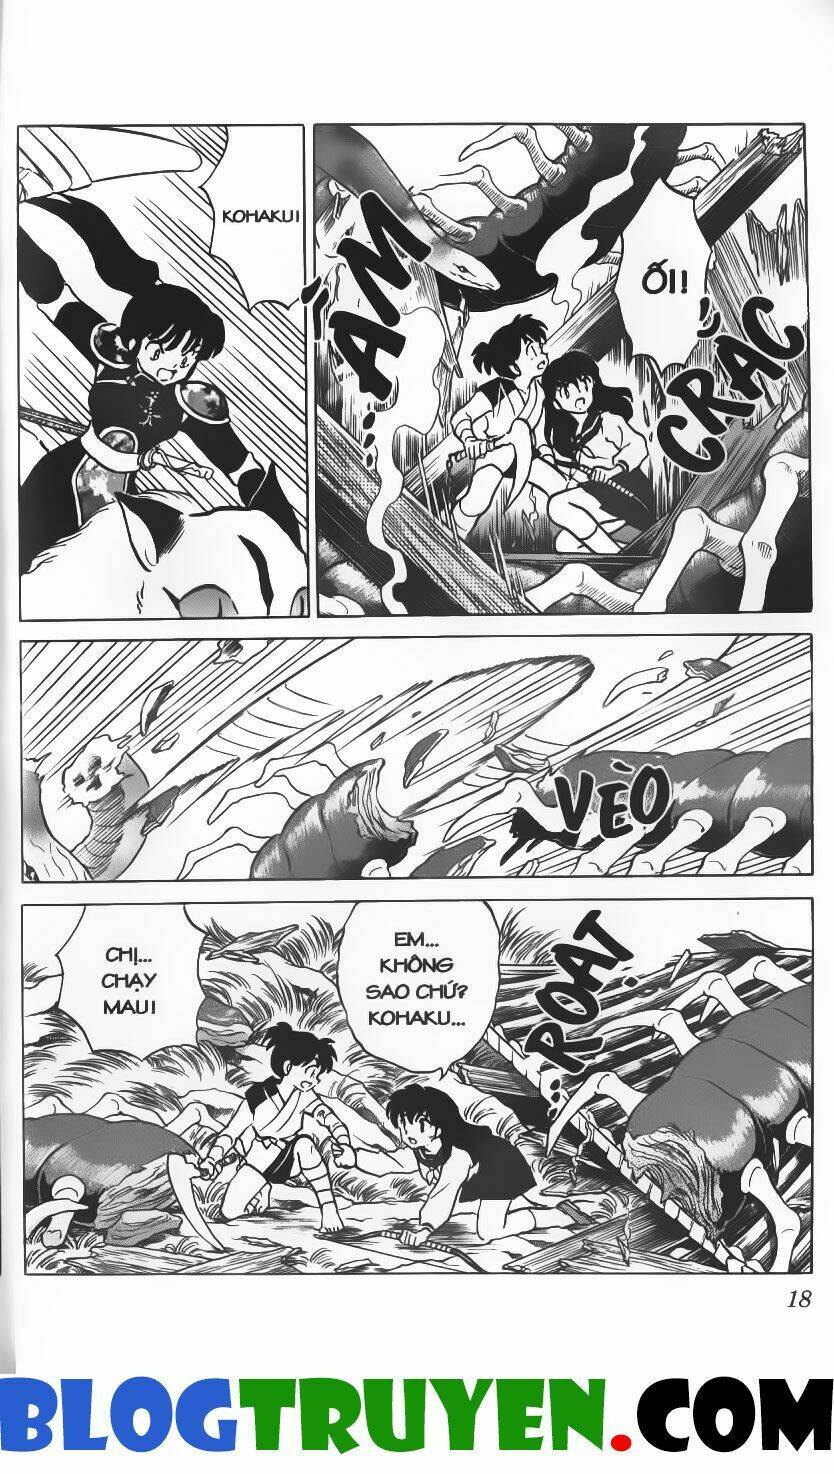 ỐI!
CRẮC
ẦM...
KOHAKU!
VÈO
...ROẠT
EM...
KHÔNG
SAO CHỨ?
KOHAKU...
CHỊ...
CHẠY
MAU!
18
BLOGTRUYEN.COM